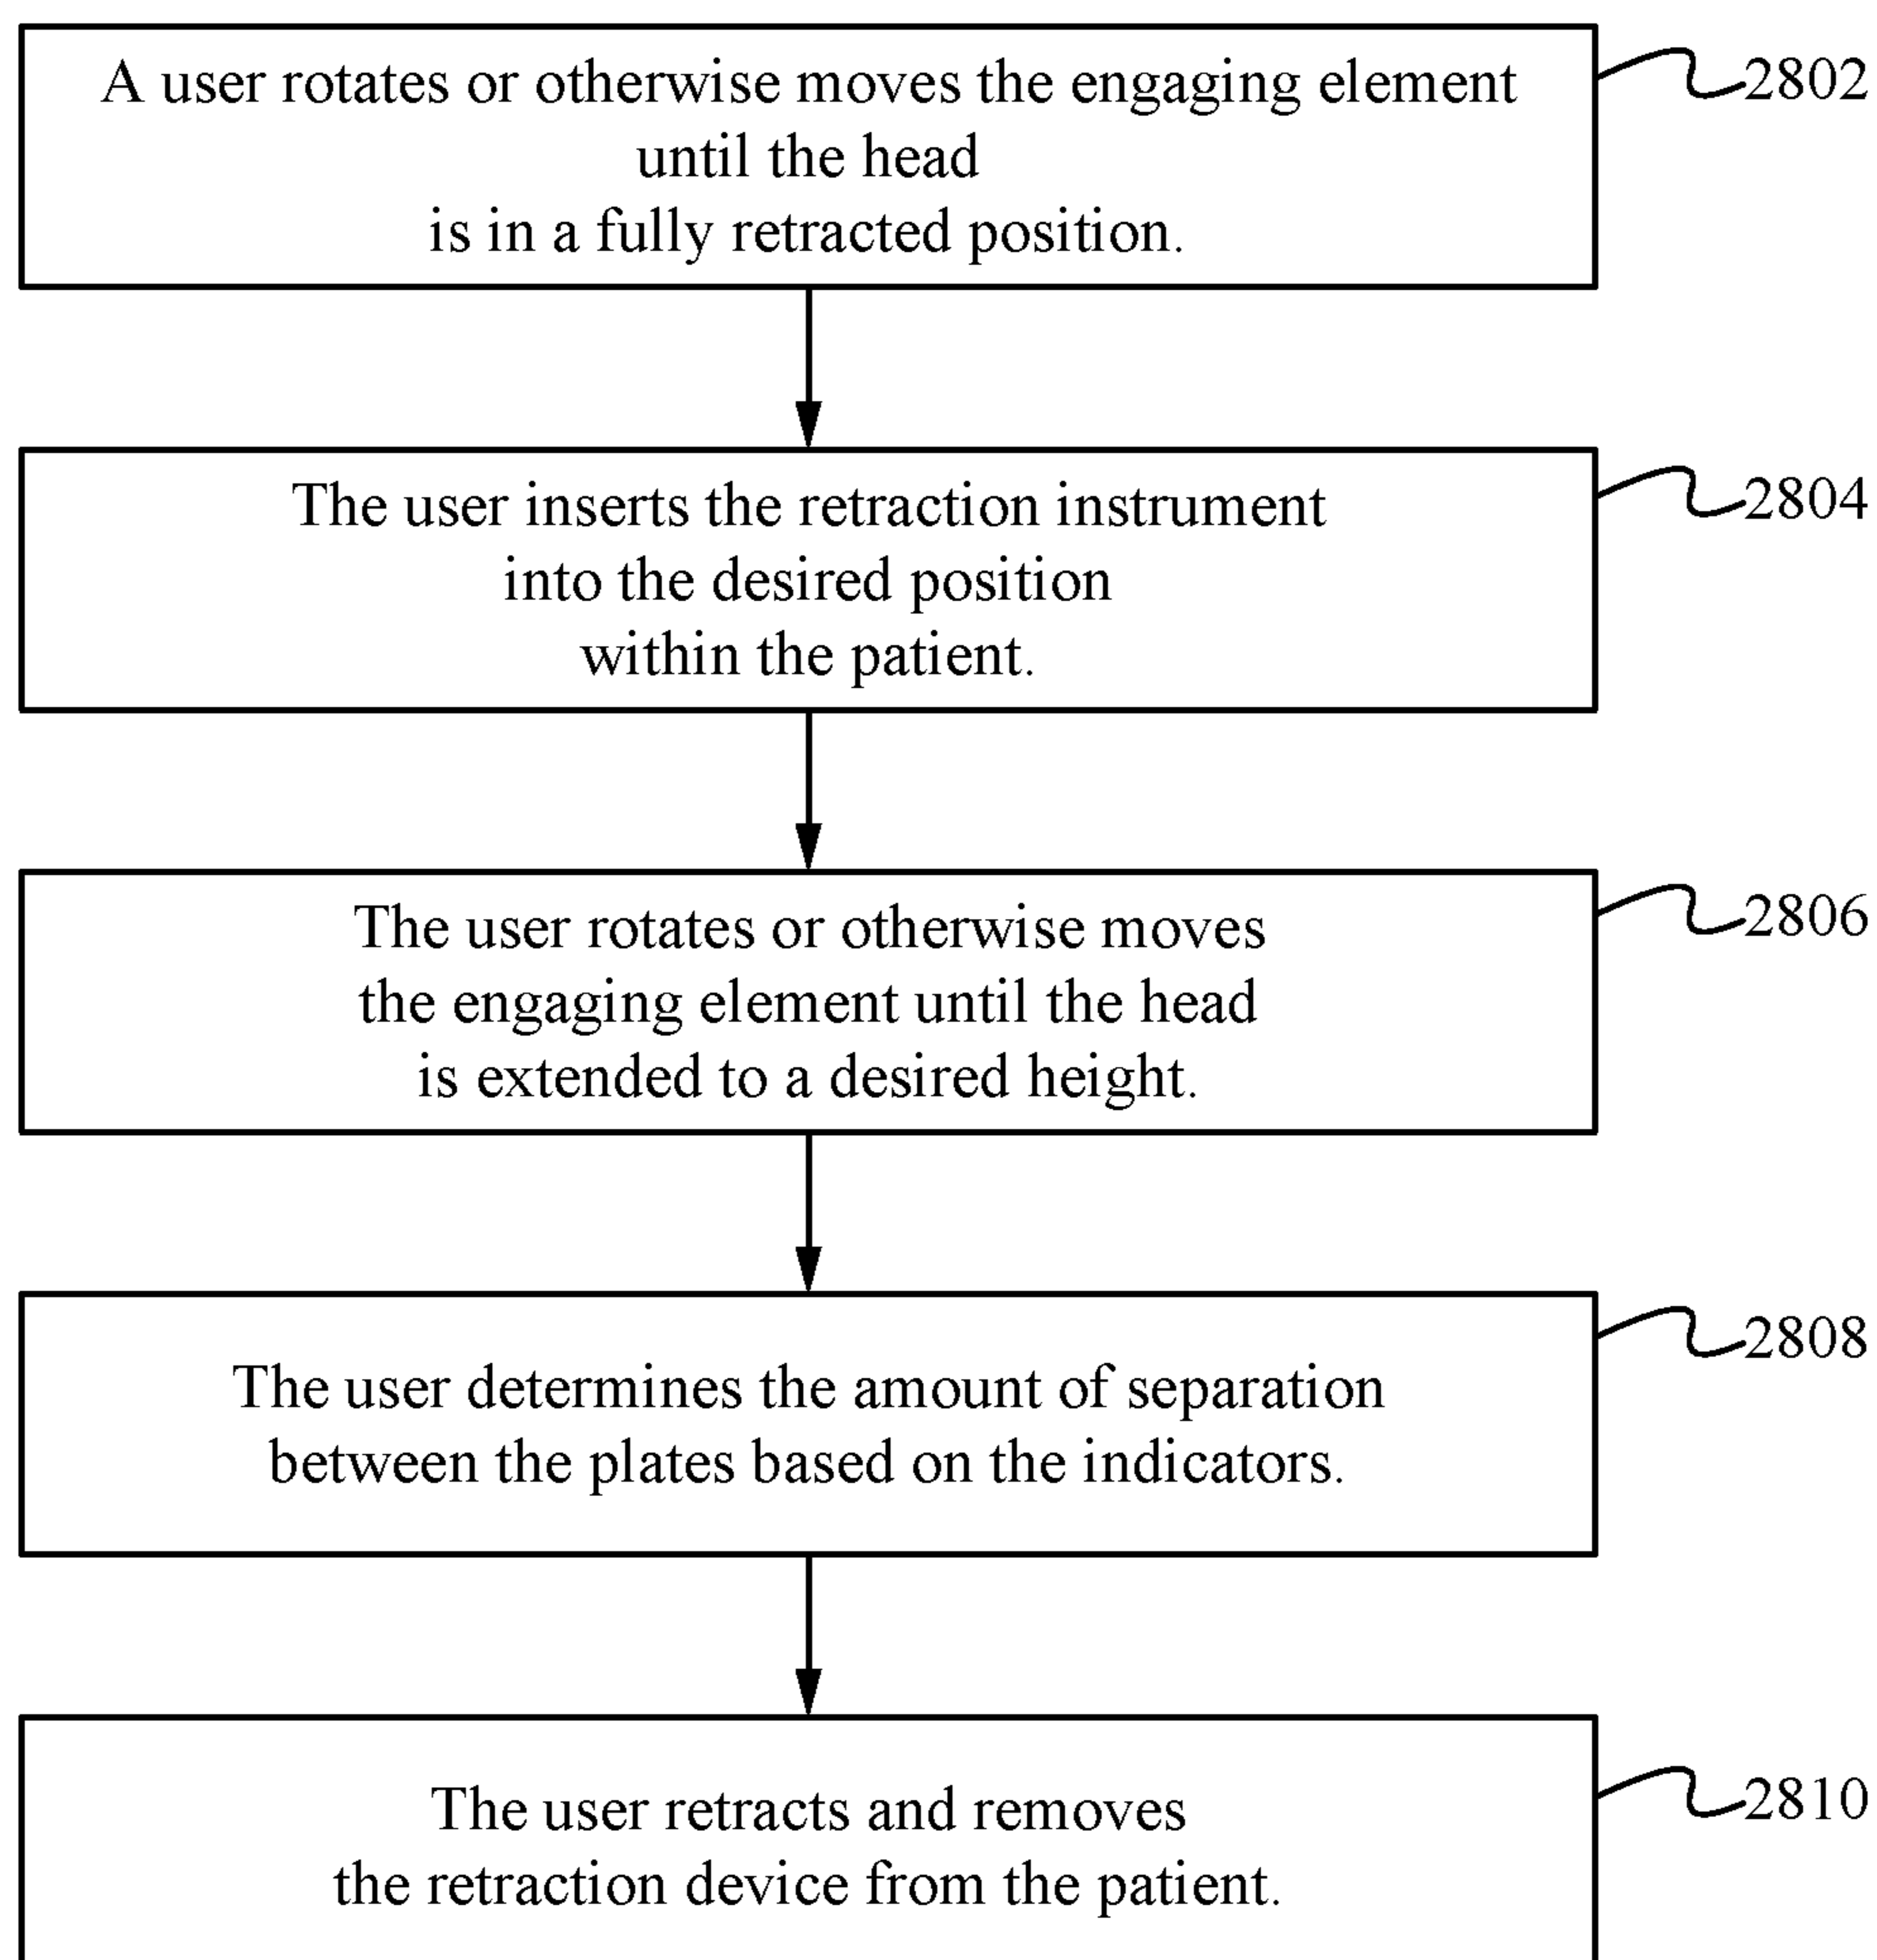 A user rotates or otherwise moves the engaging element
until the head
is in a fully retracted position.
2802
The user inserts the retraction instrument
into the desired position
within the patient.
2804
The user rotates or otherwise moves
the engaging element until the head
is extended to a desired height.
2806
The user determines the amount of separation
between the plates based on the indicators.
2808
The user retracts and removes
the retraction device from the patient.
2810